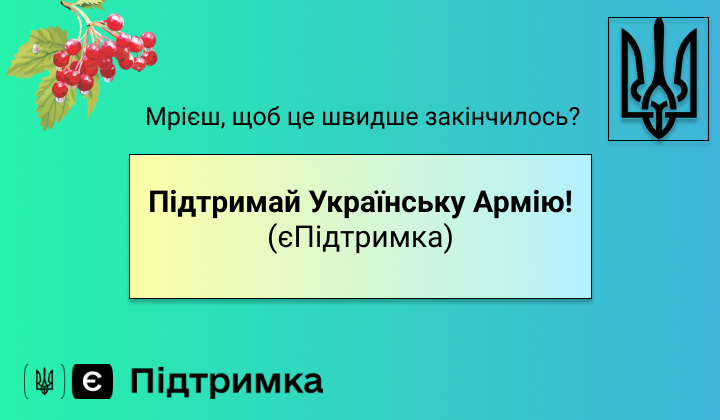 Мрієш, щоб це швидше закінчилось?
Підтримай Українську Армію!
(єПідтримка)
є Підтримка